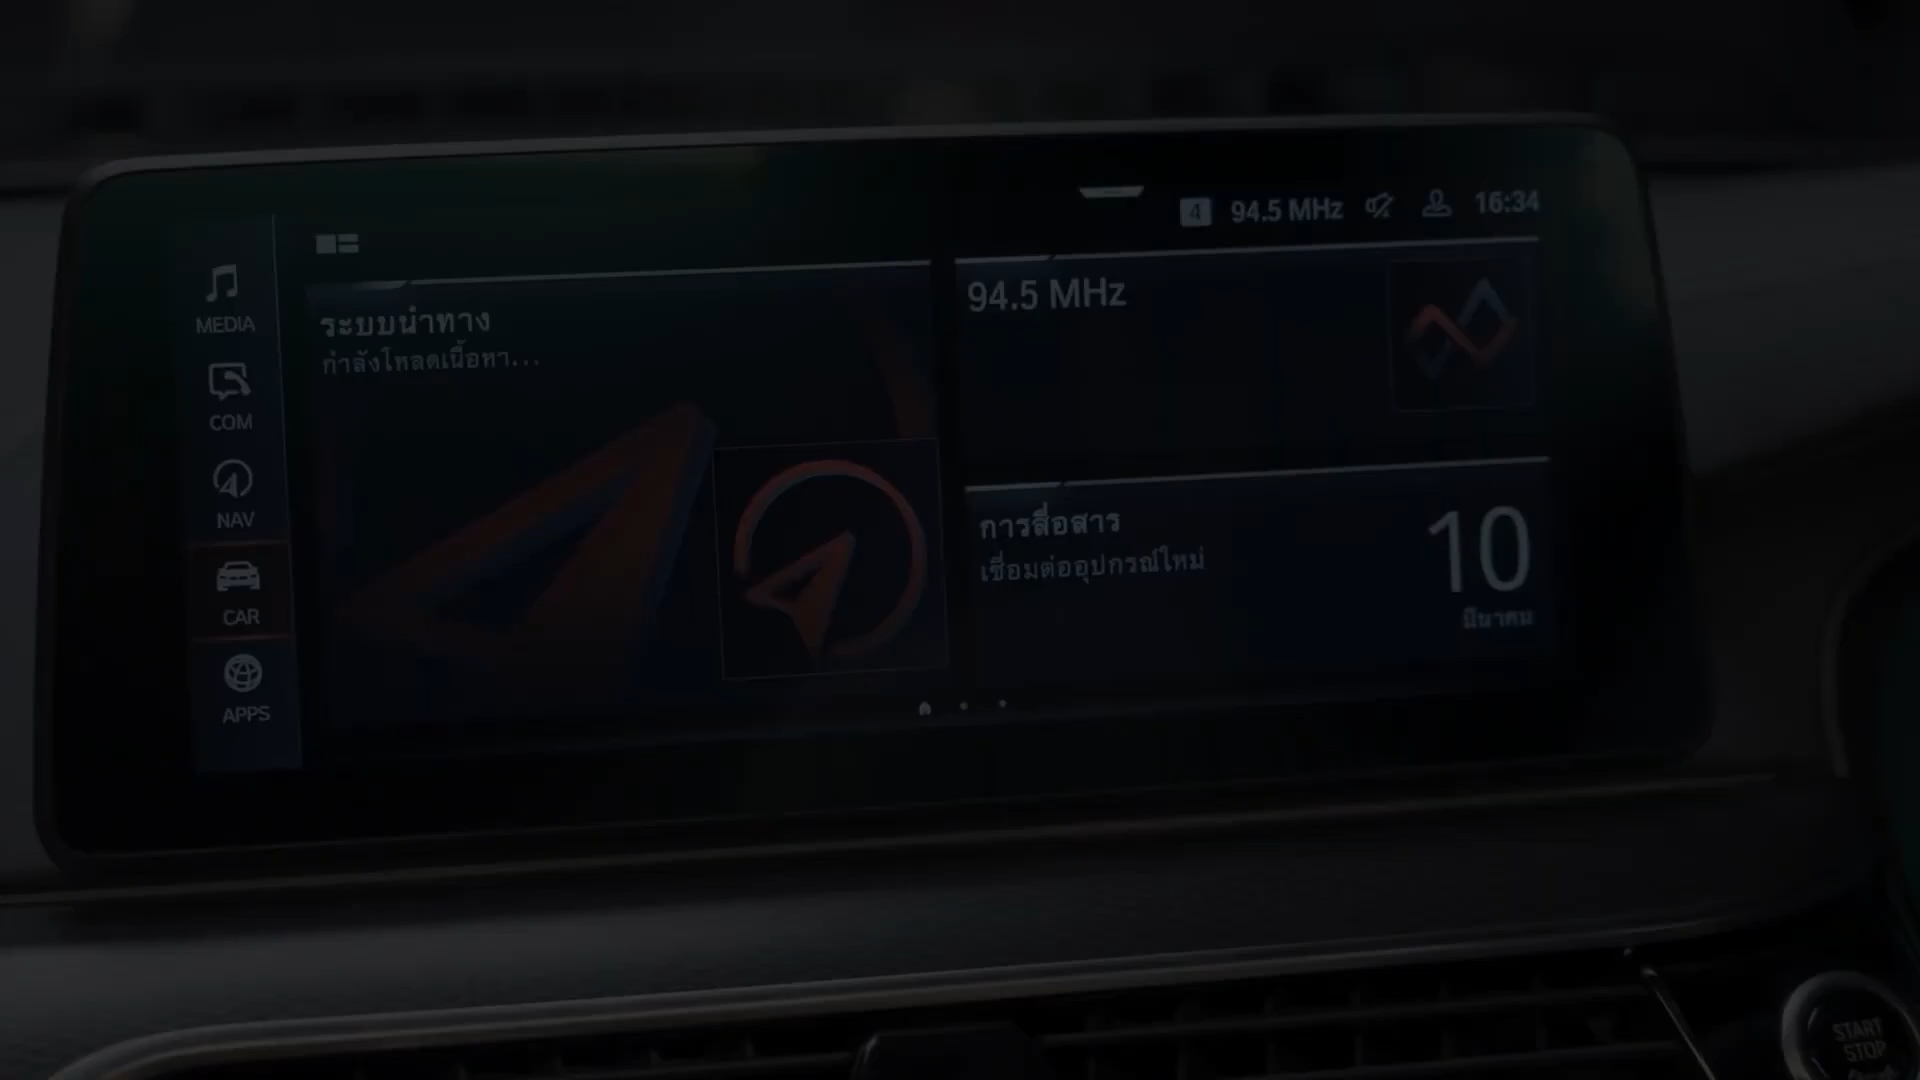 4 94.5 MHz 16:34
MEDIA
COM
NAV
CAR
APPS
ระบบนำทาง
กำลังโหลดเนื้อหา...
94.5 MHz
การสื่อสาร
เชื่อมต่ออุปกรณ์ใหม่
10
มีนาคม
START
STOP